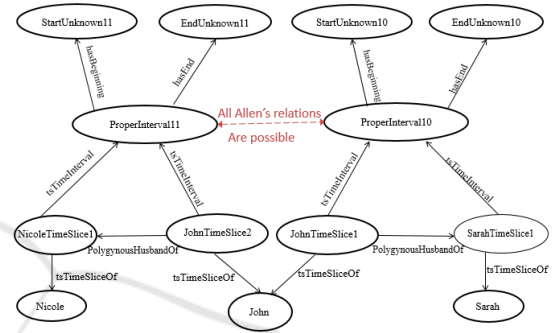 StartUnknown11
EndUnknown11
StartUnknown10
EndUnknown10
hasBeginning
hasEnd
hasBeginning
hasEnd
All Allen's relations
Are possible
ProperInterval11
ProperInterval10
tsTimeInterval
tsTimeInterval
tsTimeInterval
tsTimeInterval
NicoleTimeSlice1
JohnTimeSlice2
JohnTimeSlice1
SarahTimeSlice1
PolygynousHusbandOf
PolygynousHusbandOf
tsTimeSliceOf
tsTimeSliceOf
tsTimeSliceOf
tsTimeSliceOf
Nicole
John
Sarah